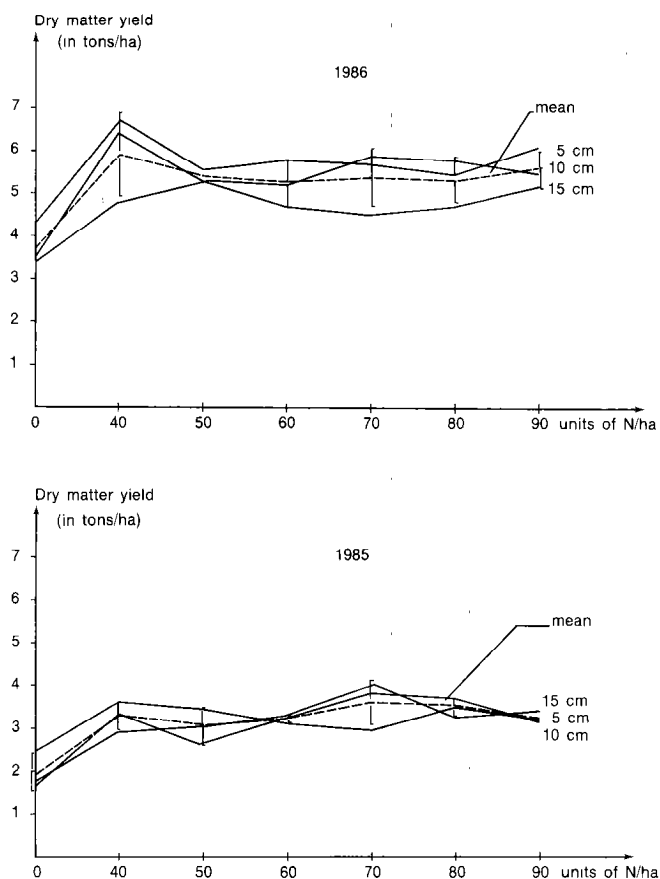 Dry matter yield
(in tons/ha)
1986
7
6
5
4
3
2
1
mean
5 cm
10 cm
15 cm
0 40 50 60 70 80 90 units of N/ha
Dry matter yield
(in tons/ha)
1985
7
6
5
4
3
2
1
mean
15 cm
5 cm
10 cm
0 40 50 60 70 80 90 units of N/ha